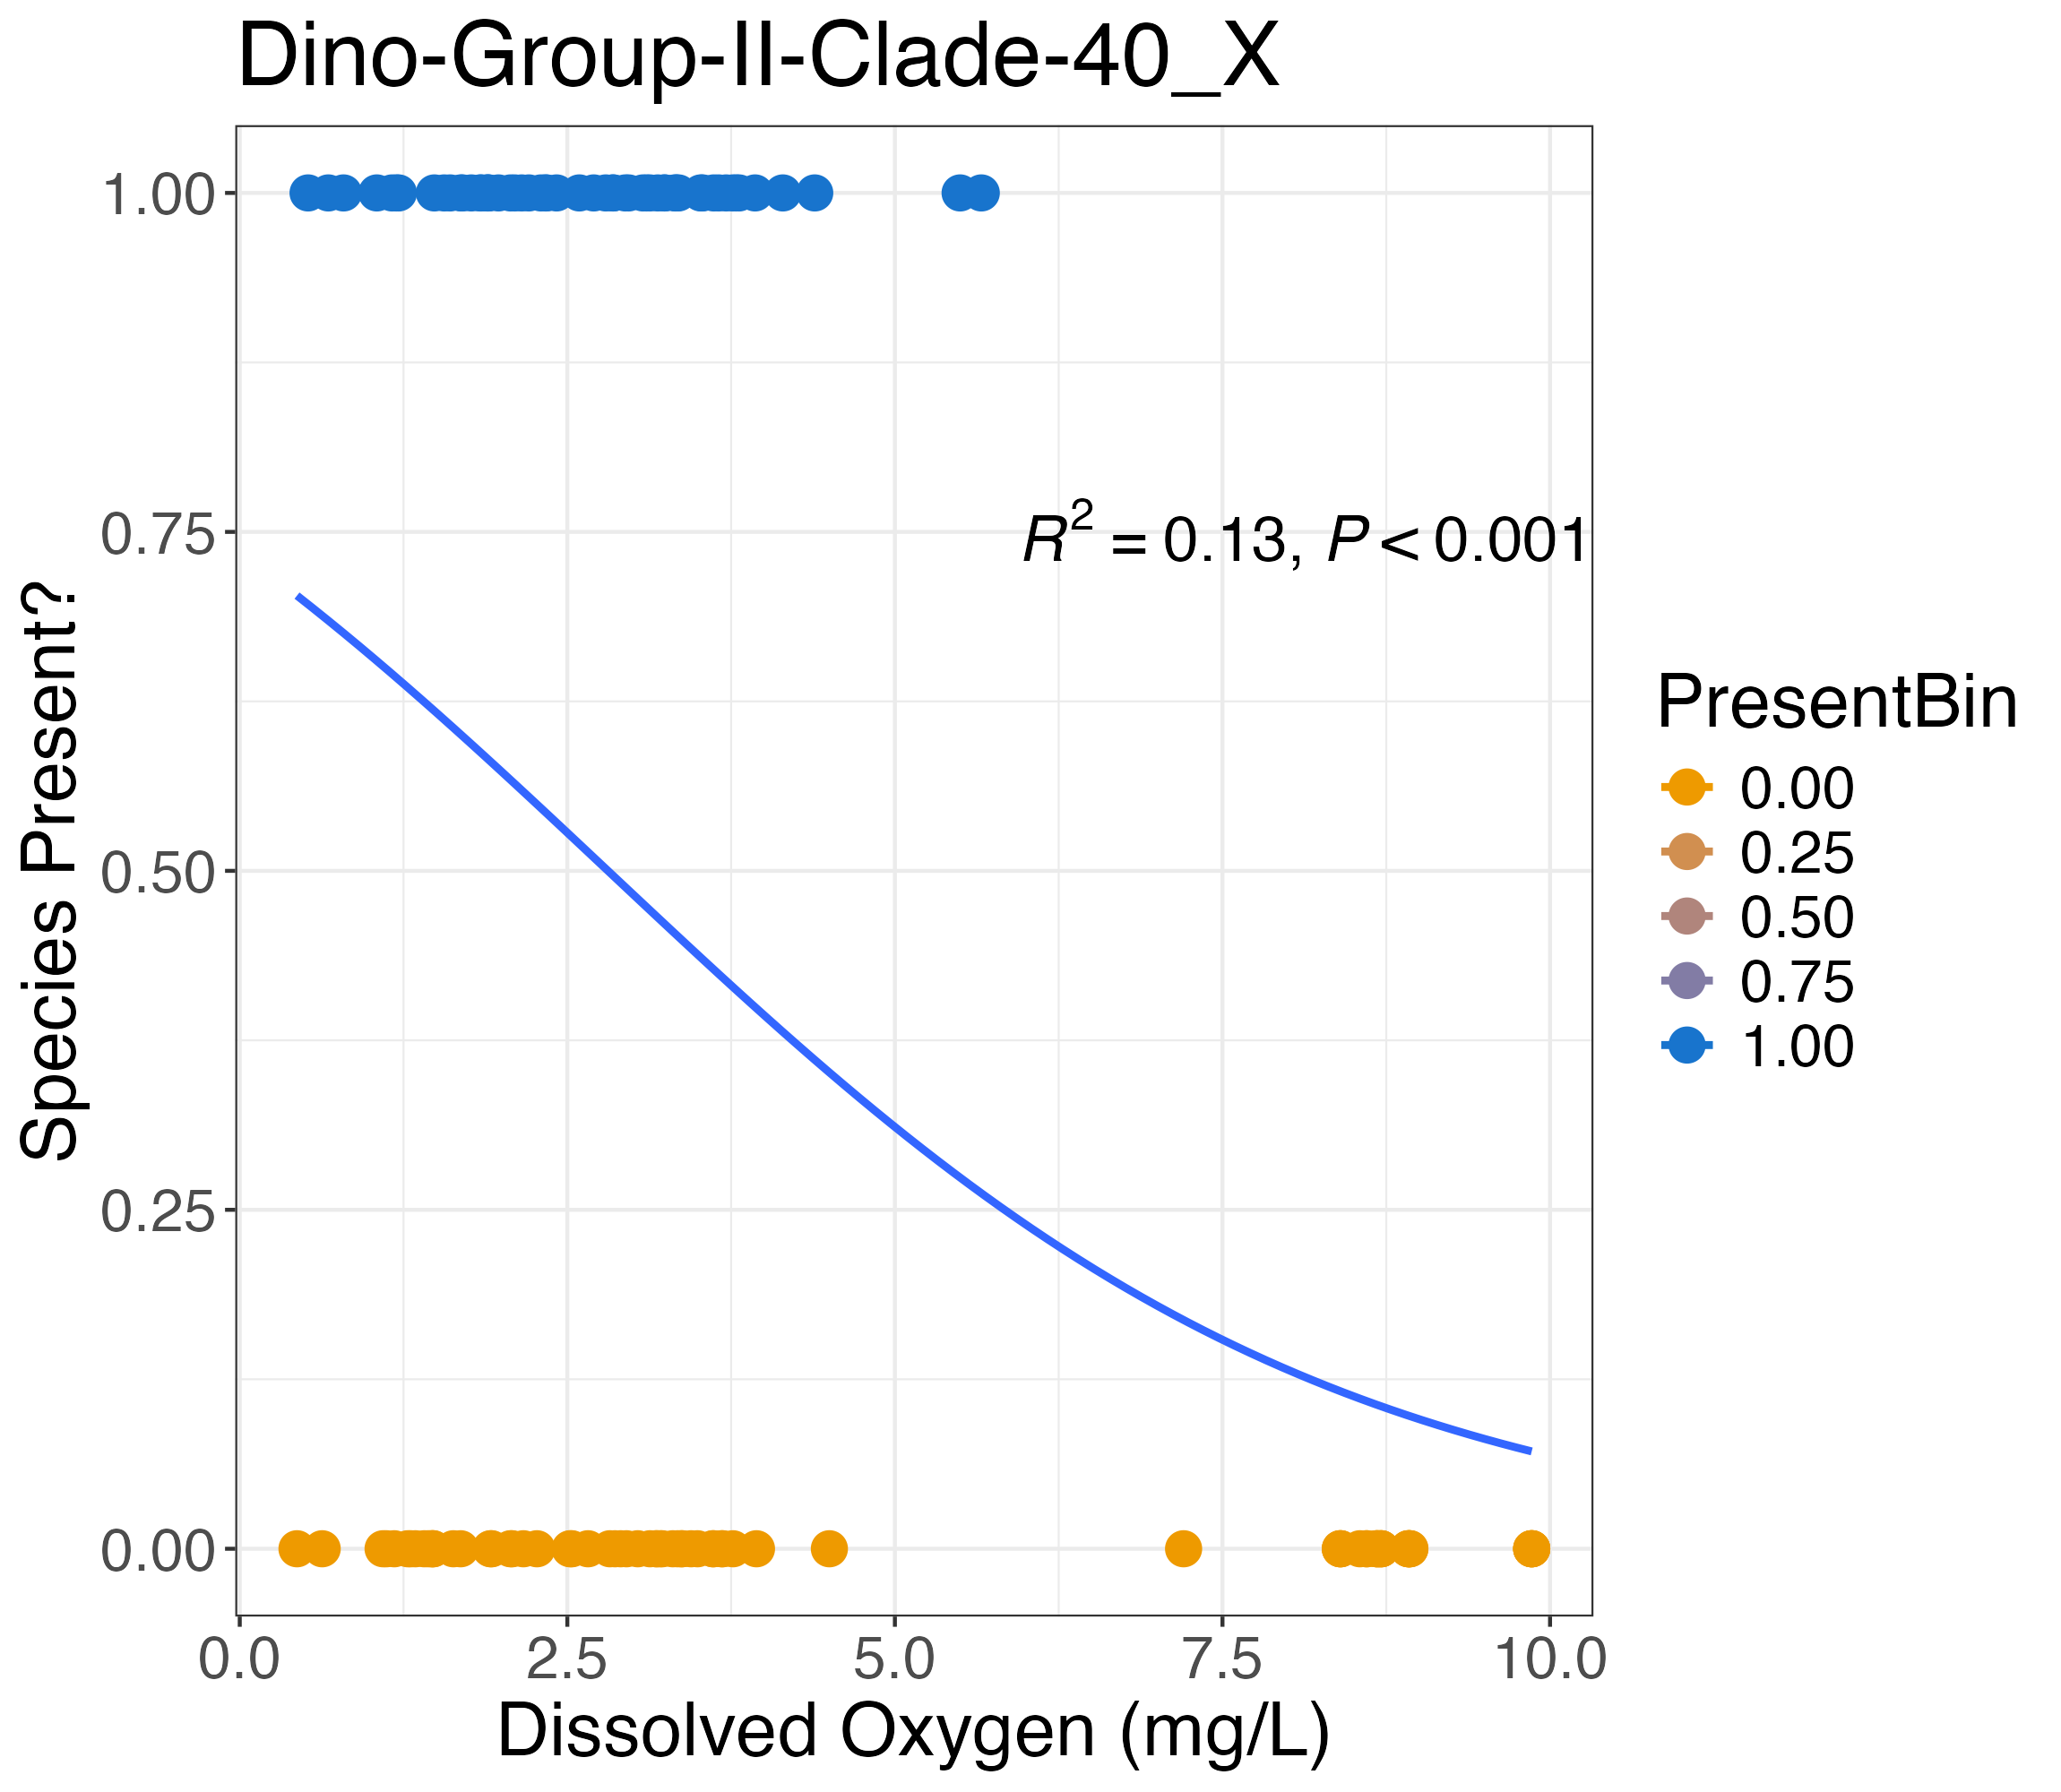 Dino-Group-II-Clade-40_X
1.00
0.75
0.50
0.25
0.00
Species Present?
R² = 0.13, P < 0.001
0.0 2.5 5.0 7.5 10.0
Dissolved Oxygen (mg/L)
PresentBin
0.00
0.25
0.50
0.75
1.00